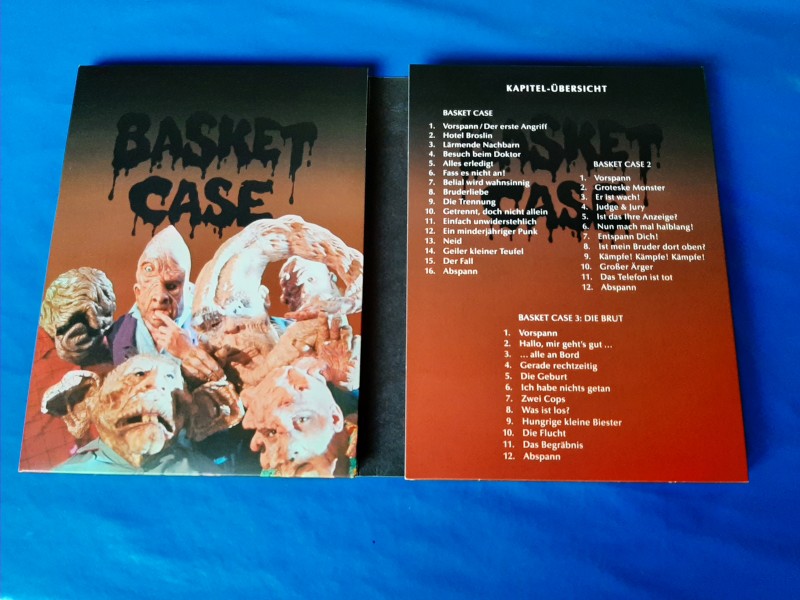 BASKET
CASE
KAPITEL-ÜBERSICHT
BASKET
CASE
BASKET CASE
1. Vorspann / Der erste Angriff
2. Hotel Broslin
3. Lärmende Nachbarn
4. Besuch beim Doktor
5. Alles erledigt
6. Fass es nicht an!
7. Belial wird wahnsinnig
8. Bruderliebe
9. Die Trennung
10. Getrennt, doch nicht allein
11. Einfach unwiderstehlich
12. Ein minderjähriger Punk
13. Neid
14. Geiler kleiner Teufel
15. Der Fall
16. Abspann
BASKET CASE 2
1. Vorspann
2. Groteske Monster
3. Er ist wach!
4. Judge & Jury
5. Ist das Ihre Anzeige?
6. Nun mach mal halblang!
7. Entspann Dich!
8. Ist mein Bruder dort oben?
9. Kämpfe! Kämpfe! Kämpfe!
10. Großer Ärger
11. Das Telefon ist tot
12. Abspann
BASKET CASE 3: DIE BRUT
1. Vorspann
2. Hallo, mir geht's gut ...
3. ... alle an Bord
4. Gerade rechtzeitig
5. Die Geburt
6. Ich habe nichts getan
7. Zwei Cops
8. Was ist los?
9. Hungrige kleine Biester
10. Die Flucht
11. Das Begräbnis
12. Abspann